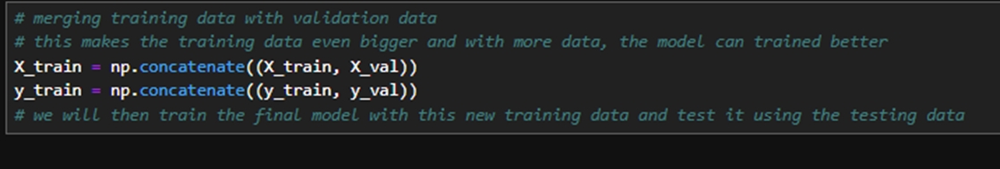 # merging training data with validation data
# this makes the training data even bigger and with more data, the model can trained better
X_train = np.concatenate((X_train, X_val))
y_train = np.concatenate((y_train, y_val))
# we will then train the final model with this new training data and test it using the testing data